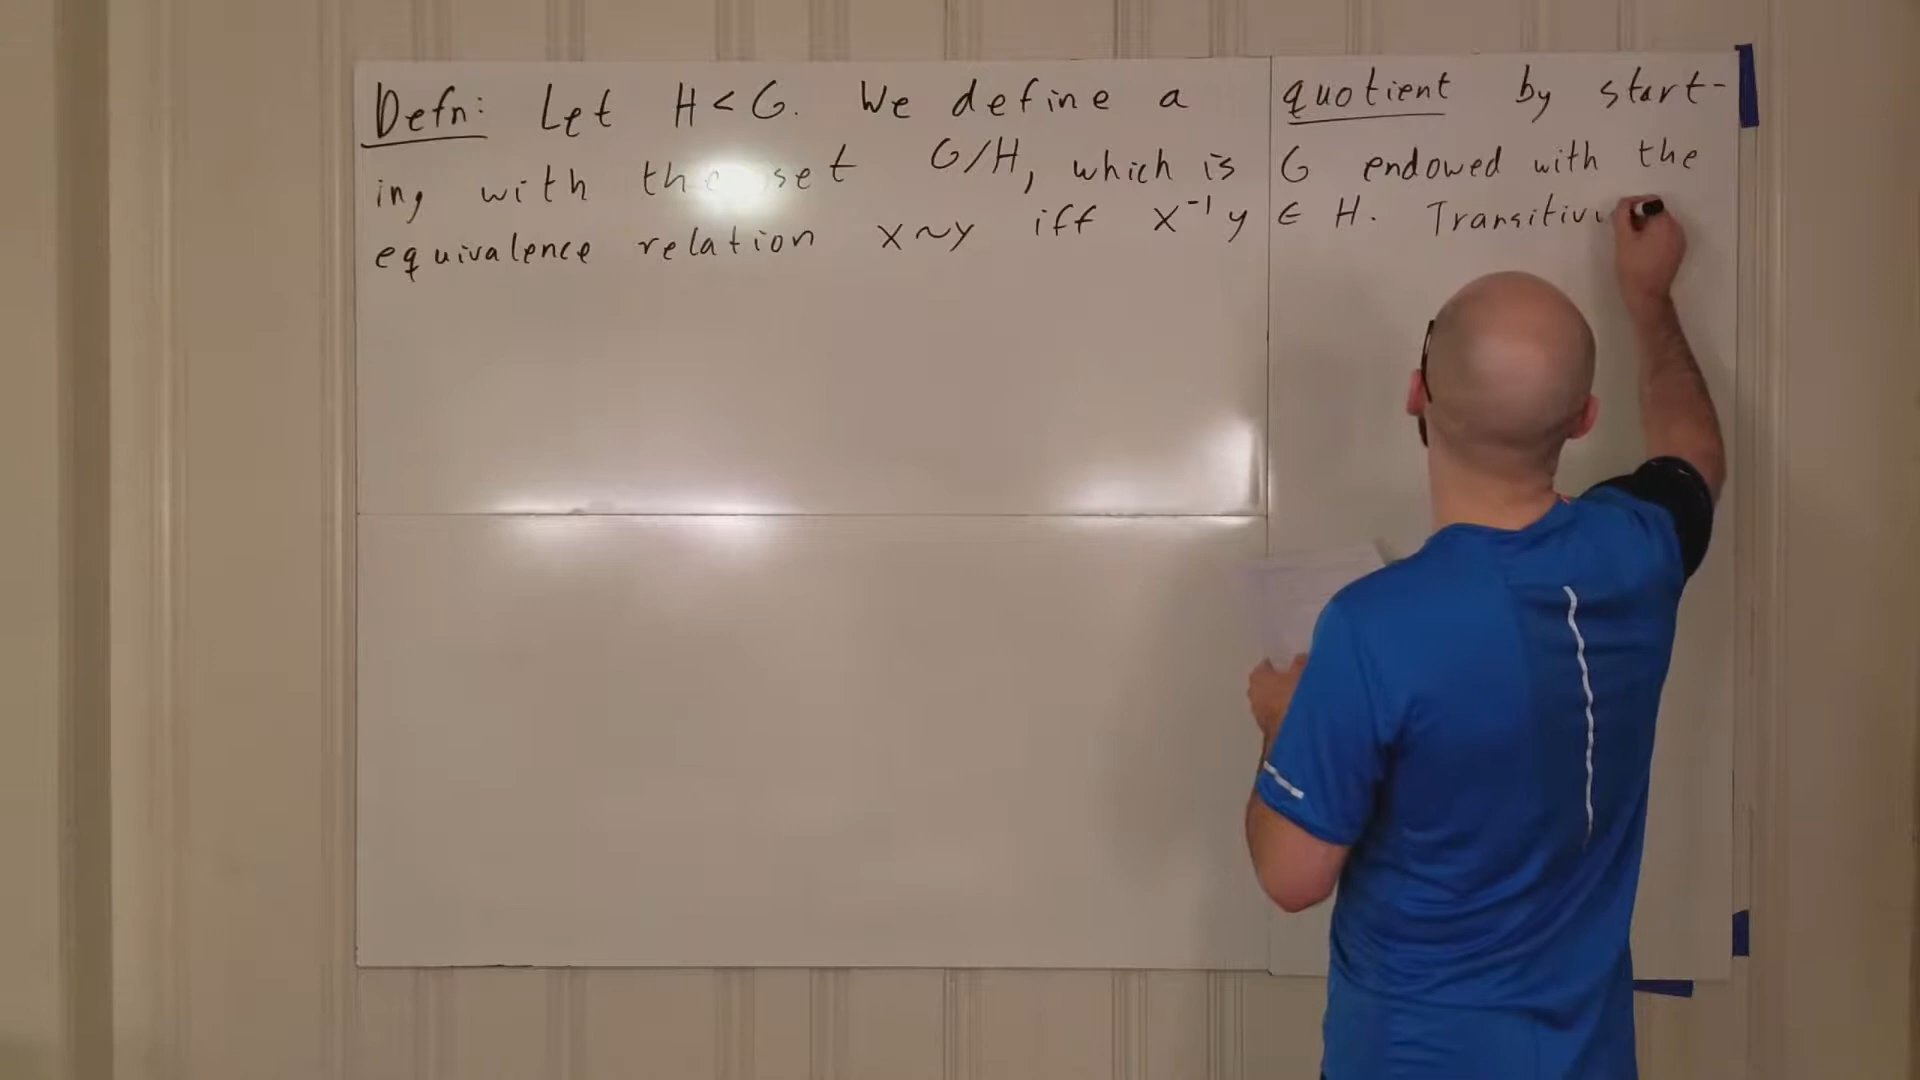 Defn: Let H < G. We define a quotient by start-
ing with the set G/H, which is G endowed with the
equivalence relation x~y iff x⁻¹y ∈ H.